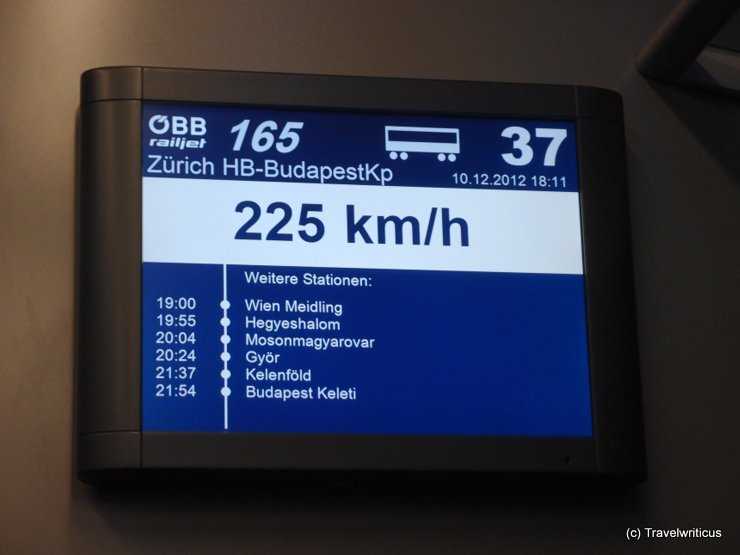 ÖBB 165 37
railjet
Zürich HB-BudapestKp
10.12.2012 18:11
225 km/h
Weitere Stationen:
19:00 Wien Meidling
19:55 Hegyeshalom
20:04 Mosonmagyarovar
20:24 Györ
21:37 Kelenföld
21:54 Budapest Keleti
(c) Travelwriticus